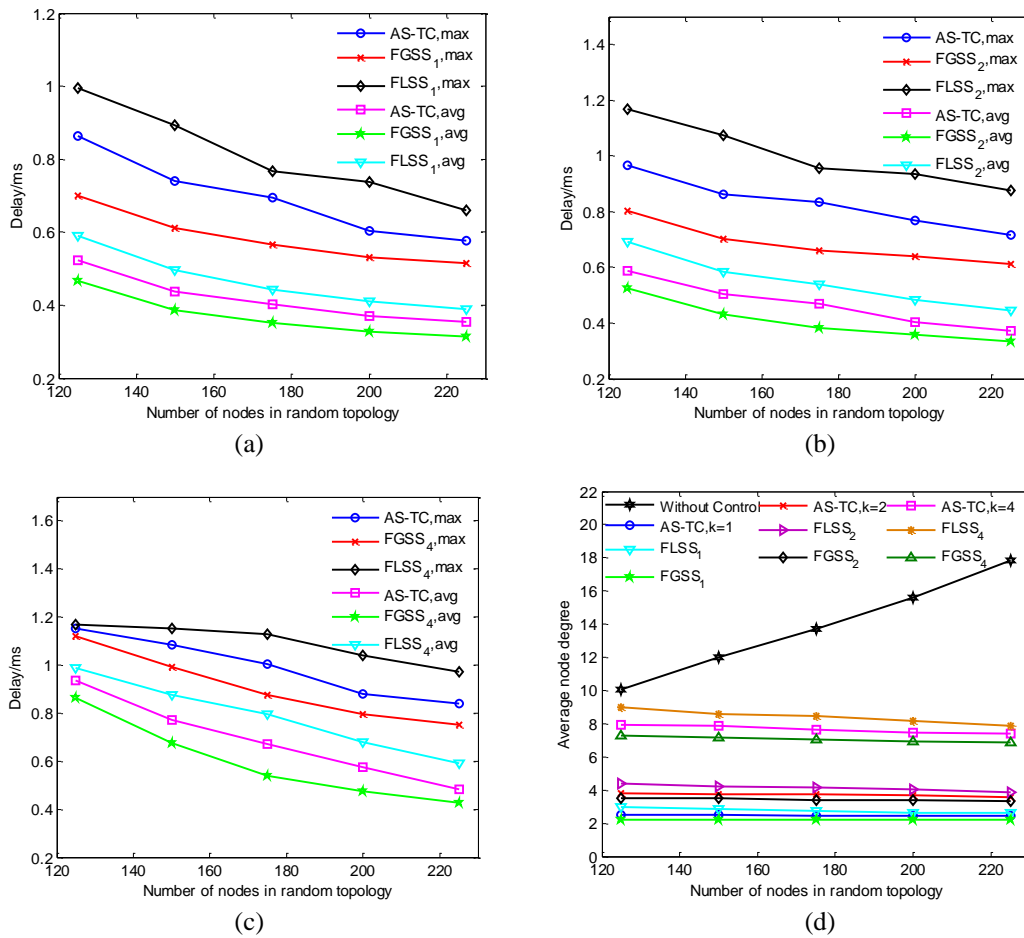 1.2
1
0.8
0.6
0.4
0.2
Delay/ms
120 140 160 180 200 220
Number of nodes in random topology
AS-TC,max
FGSS1,max
FLSS1,max
AS-TC,avg
FGSS1,avg
FLSS1,avg
(a)
1.4
1.2
1
0.8
0.6
0.4
0.2
Delay/ms
120 140 160 180 200 220
Number of nodes in random topology
AS-TC,max
FGSS2,max
FLSS2,max
AS-TC,avg
FGSS2,avg
FLSS2,avg
(b)
1.6
1.4
1.2
1
0.8
0.6
0.4
0.2
Delay/ms
120 140 160 180 200 220
Number of nodes in random topology
AS-TC,max
FGSS4,max
FLSS4,max
AS-TC,avg
FGSS4,avg
FLSS4,avg
(c)
22
20
18
16
14
12
10
8
6
4
2
0
Average node degree
120 140 160 180 200 220
Number of nodes in random topology
Without Control AS-TC,k=2 AS-TC,k=4
AS-TC,k=1 FLSS2 FLSS4
FLSS1 FGSS2 FGSS4
FGSS1
(d)